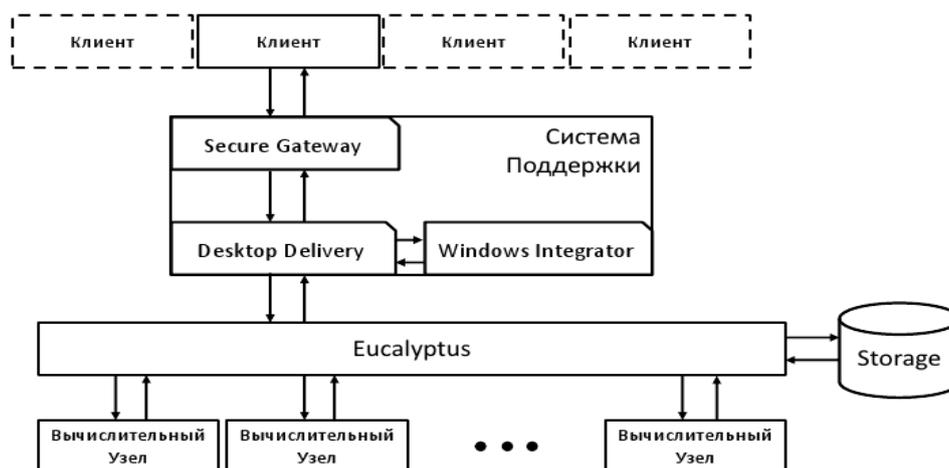 Клиент
Клиент
Клиент
Клиент
Secure Gateway
Система
Поддержки
Desktop Delivery
Windows Integrator
Eucalyptus
Storage
Вычислительный
Узел
Вычислительный
Узел
Вычислительный
Узел